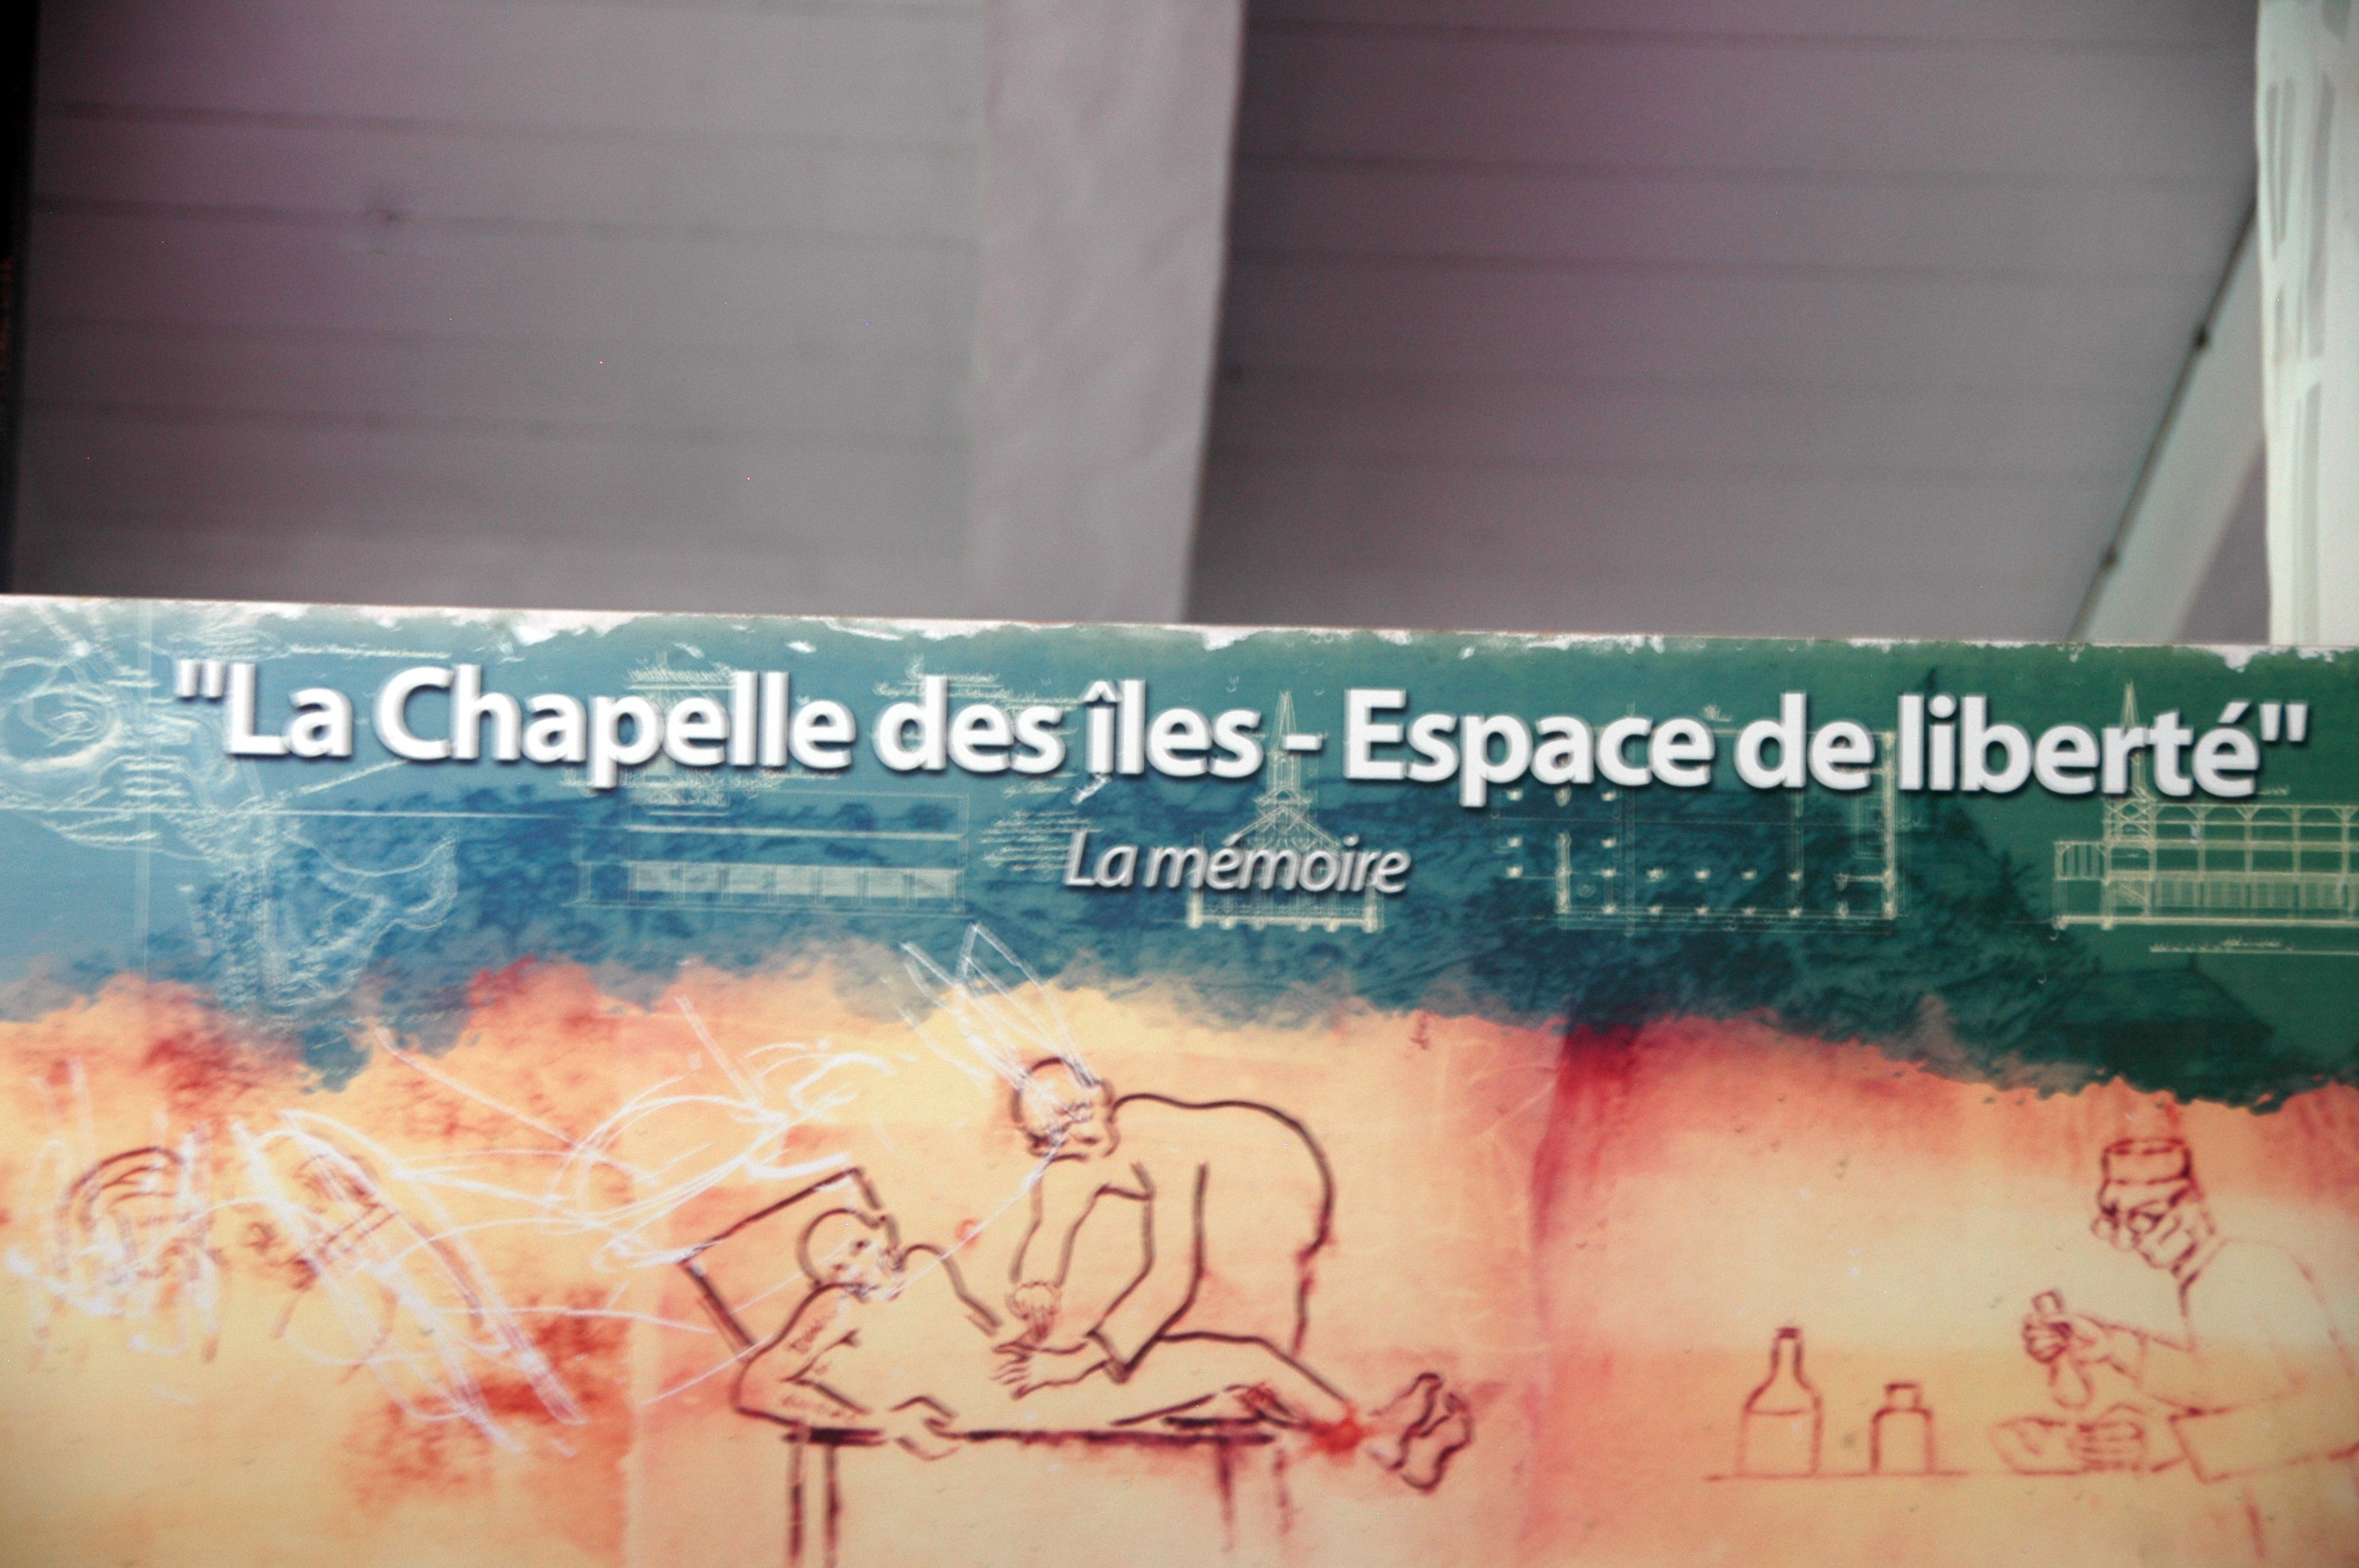 "La Chapelle des îles - Espace de liberté"
La mémoire